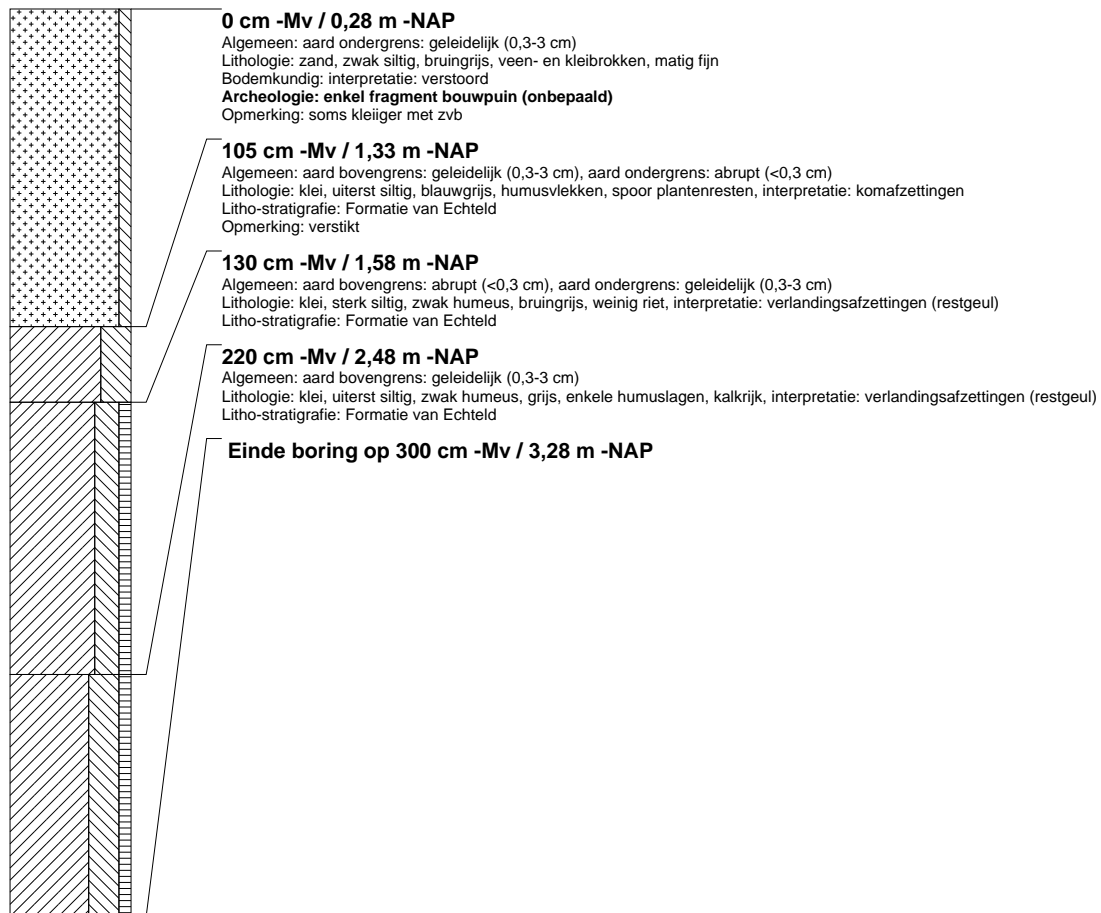 0 cm -Mv / 0,28 m -NAP
Algemeen: aard ondergrens: geleidelijk (0,3-3 cm)
Lithologie: zand, zwak siltig, bruingrijs, veen- en kleibrokken, matig fijn
Bodemkundig: interpretatie: verstoord
Archeologie: enkel fragment bouwpuin (onbepaald)
Opmerking: soms kleiiger met zvb
105 cm -Mv / 1,33 m -NAP
Algemeen: aard bovengrens: geleidelijk (0,3-3 cm), aard ondergrens: abrupt (<0,3 cm)
Lithologie: klei, uiterst siltig, blauwgrijs, humusvlekken, spoor plantenresten, interpretatie: komafzettingen
Litho-stratigrafie: Formatie van Echteld
Opmerking: verstikt
130 cm -Mv / 1,58 m -NAP
Algemeen: aard bovengrens: abrupt (<0,3 cm), aard ondergrens: geleidelijk (0,3-3 cm)
Lithologie: klei, sterk siltig, zwak humeus, bruingrijs, weinig riet, interpretatie: verlandingsafzettingen (restgeul)
Litho-stratigrafie: Formatie van Echteld
220 cm -Mv / 2,48 m -NAP
Algemeen: aard bovengrens: geleidelijk (0,3-3 cm)
Lithologie: klei, uiterst siltig, zwak humeus, grijs, enkele humuslagen, kalkrijk, interpretatie: verlandingsafzettingen (restgeul)
Litho-stratigrafie: Formatie van Echteld
Einde boring op 300 cm -Mv / 3,28 m -NAP